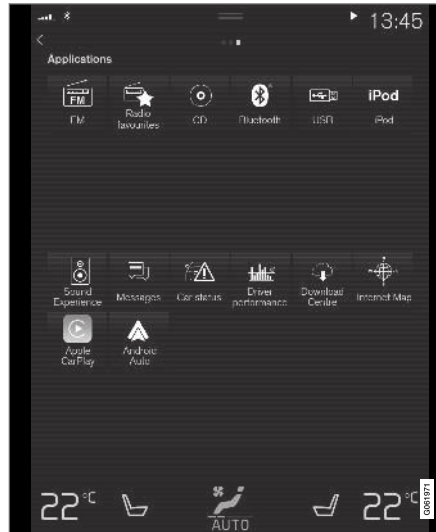 13:45
Applications
FM
iPod
FM
Radio
favourites
CD
Bluetooth
USB
iPod
Sound
Experience
Messages
Car status
Driver
performance
Download
Centre
Internet Map
Apple
CarPlay
Android
Auto
22°C
AUTO
22°C
G061971